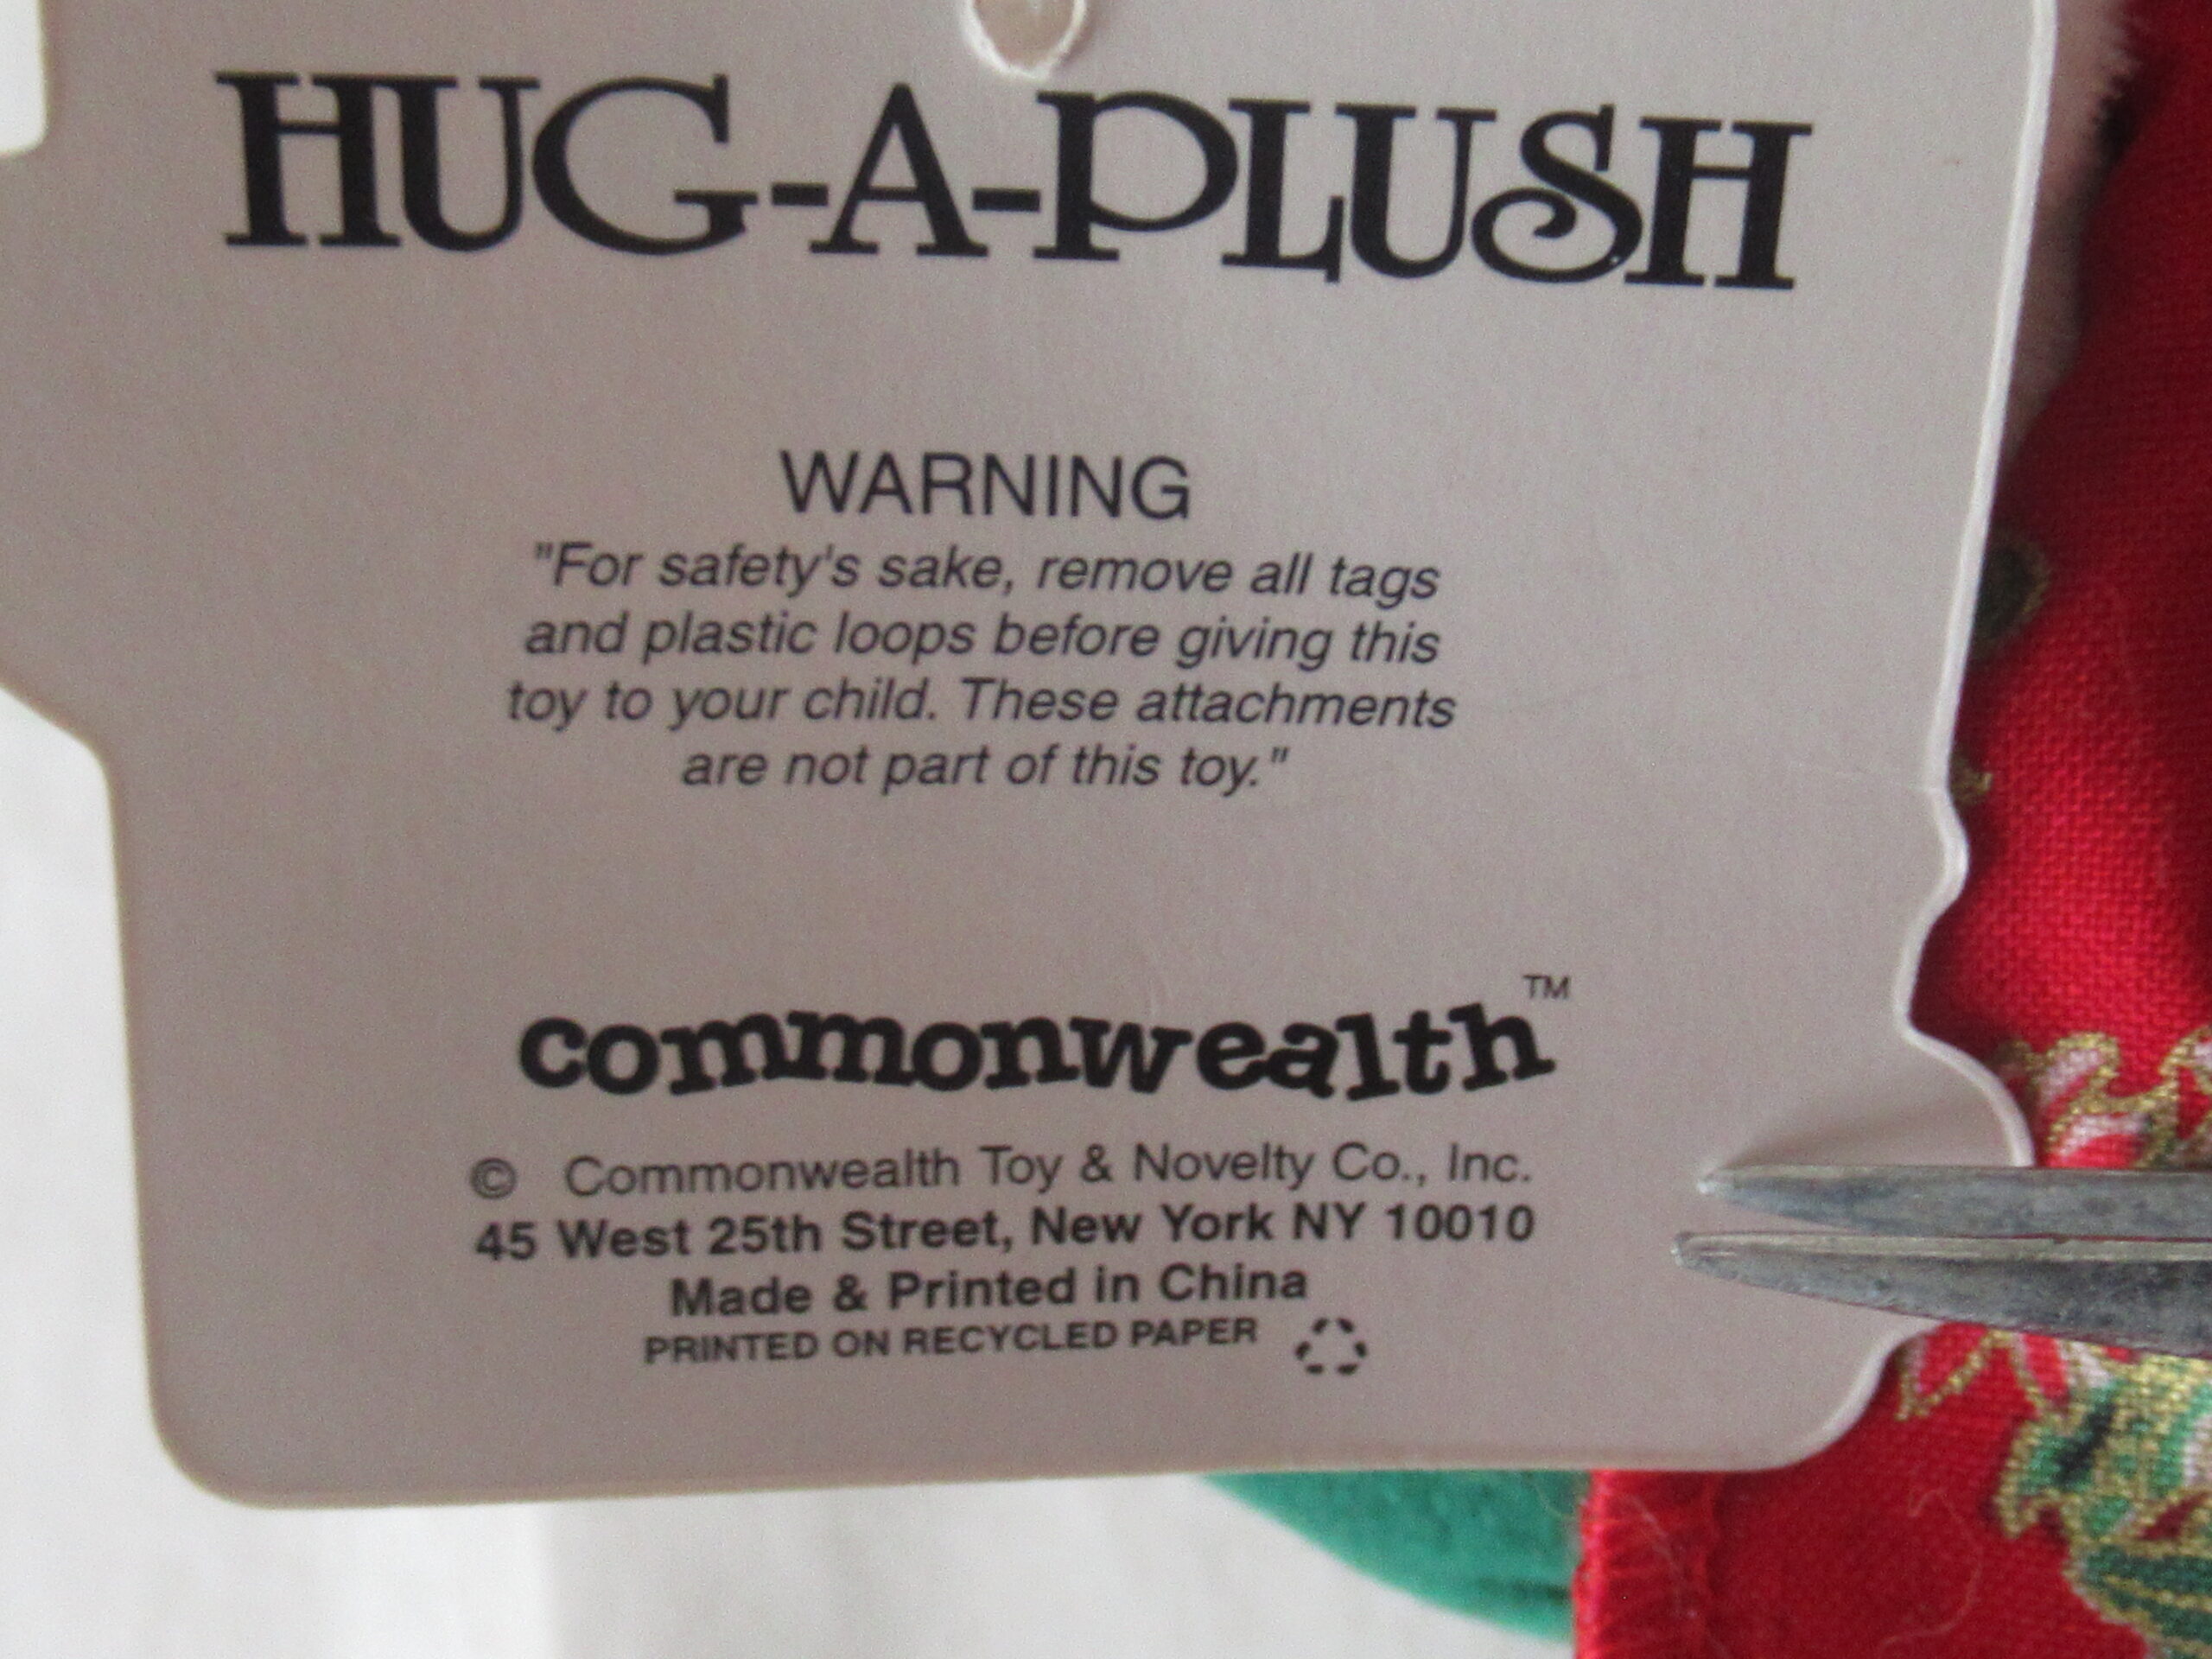 HUG-A-PLUSH
WARNING
"For safety's sake, remove all tags
and plastic loops before giving this
toy to your child. These attachments
are not part of this toy."
commonwealth™
© Commonwealth Toy & Novelty Co., Inc.
45 West 25th Street, New York NY 10010
Made & Printed in China
PRINTED ON RECYCLED PAPER